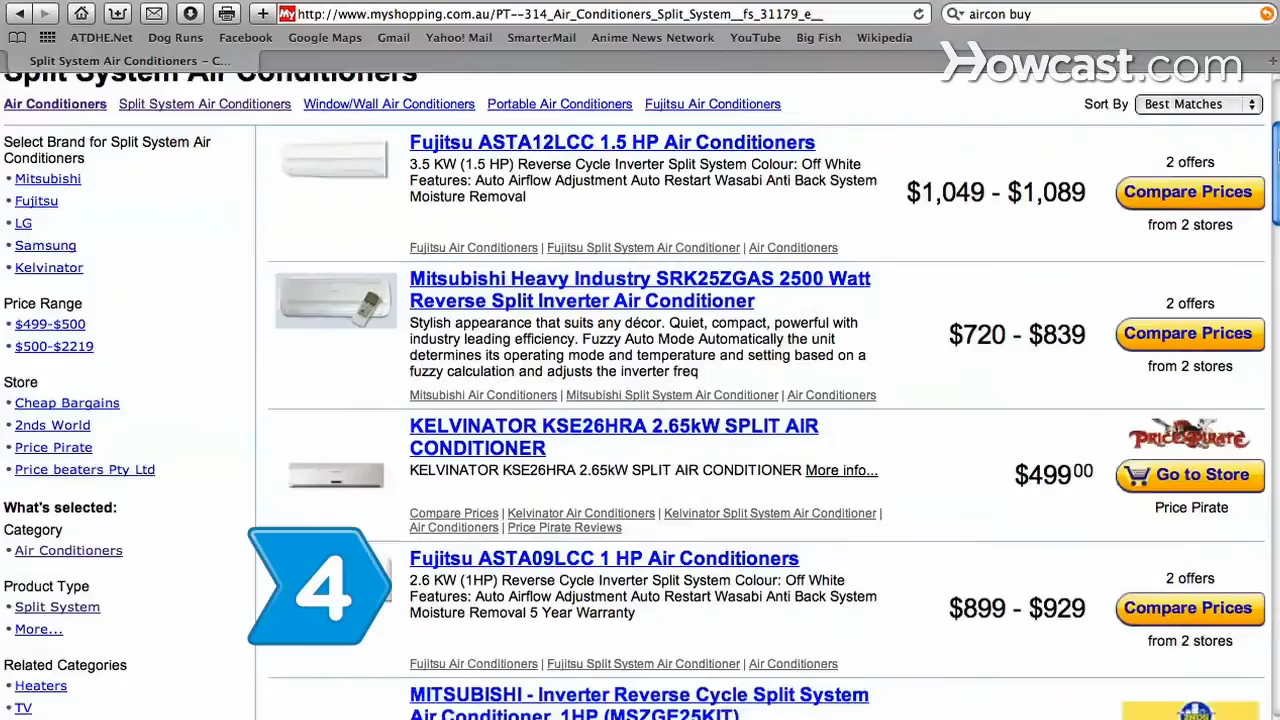 http://www.myshopping.com.au/PT--314_Air_Conditioners_Split_System__fs_31179_e__
aircon buy
ATDHE.Net Dog Runs Facebook Google Maps Gmail Yahoo! Mail SmarterMail Anime News Network YouTube Big Fish Wikipedia
Split System Air Conditioners – C...
Howcast.com
Split System Air Conditioners
Air Conditioners Split System Air Conditioners Window/Wall Air Conditioners Portable Air Conditioners Fujitsu Air Conditioners
Sort By Best Matches
Select Brand for Split System Air
Conditioners
• Mitsubishi
• Fujitsu
• LG
• Samsung
• Kelvinator
Price Range
• $499-$500
• $500-$2219
Store
• Cheap Bargains
• 2nds World
• Price Pirate
• Price beaters Pty Ltd
What's selected:
Category
• Air Conditioners
Product Type
• Split System
• More...
Related Categories
• Heaters
• TV
Fujitsu ASTA12LCC 1.5 HP Air Conditioners
3.5 KW (1.5 HP) Reverse Cycle Inverter Split System Colour: Off White
Features: Auto Airflow Adjustment Auto Restart Wasabi Anti Back System
Moisture Removal
Fujitsu Air Conditioners | Fujitsu Split System Air Conditioner | Air Conditioners
$1,049 - $1,089
2 offers
Compare Prices
from 2 stores
Mitsubishi Heavy Industry SRK25ZGAS 2500 Watt
Reverse Split Inverter Air Conditioner
Stylish appearance that suits any décor. Quiet, compact, powerful with
industry leading efficiency. Fuzzy Auto Mode Automatically the unit
determines its operating mode and temperature and setting based on a
fuzzy calculation and adjusts the inverter freq
Mitsubishi Air Conditioners | Mitsubishi Split System Air Conditioner | Air Conditioners
$720 - $839
2 offers
Compare Prices
from 2 stores
KELVINATOR KSE26HRA 2.65kW SPLIT AIR
CONDITIONER
KELVINATOR KSE26HRA 2.65kW SPLIT AIR CONDITIONER More info...
Compare Prices | Kelvinator Air Conditioners | Kelvinator Split System Air Conditioner |
Air Conditioners | Price Pirate Reviews
$499.00
PRICE PIRATE
Go to Store
Price Pirate
4
Fujitsu ASTA09LCC 1 HP Air Conditioners
2.6 KW (1HP) Reverse Cycle Inverter Split System Colour: Off White
Features: Auto Airflow Adjustment Auto Restart Wasabi Anti Back System
Moisture Removal 5 Year Warranty
Fujitsu Air Conditioners | Fujitsu Split System Air Conditioner | Air Conditioners
$899 - $929
2 offers
Compare Prices
from 2 stores
MITSUBISHI - Inverter Reverse Cycle Split System
Air Conditioner, 1HP (MSZGE25KIT)